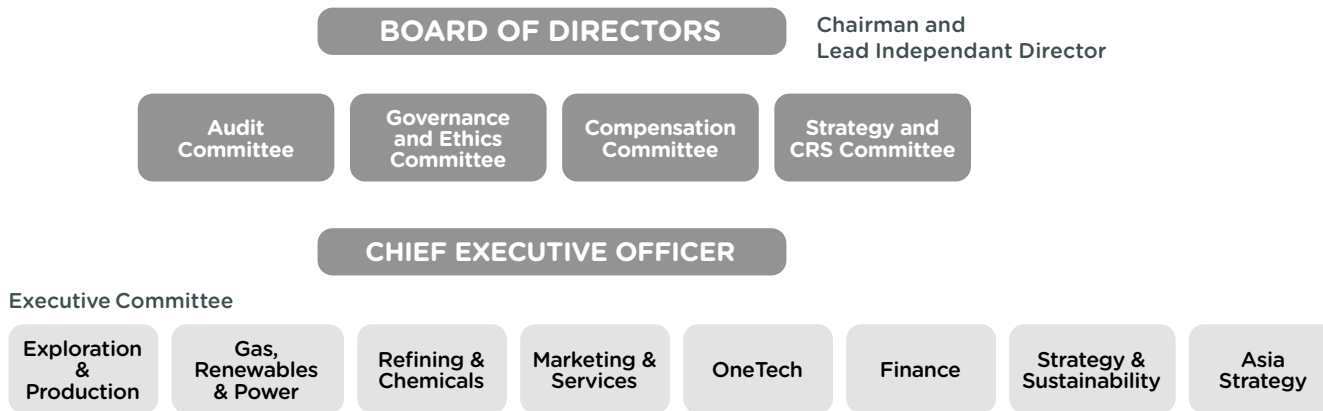 BOARD OF DIRECTORS
Chairman and
Lead Independant Director
Audit
Committee
Governance
and Ethics
Committee
Compensation
Committee
Strategy and
CRS Committee
CHIEF EXECUTIVE OFFICER
Executive Committee
Exploration
&
Production
Gas,
Renewables
& Power
Refining &
Chemicals
Marketing &
Services
OneTech
Finance
Strategy &
Sustainability
Asia
Strategy